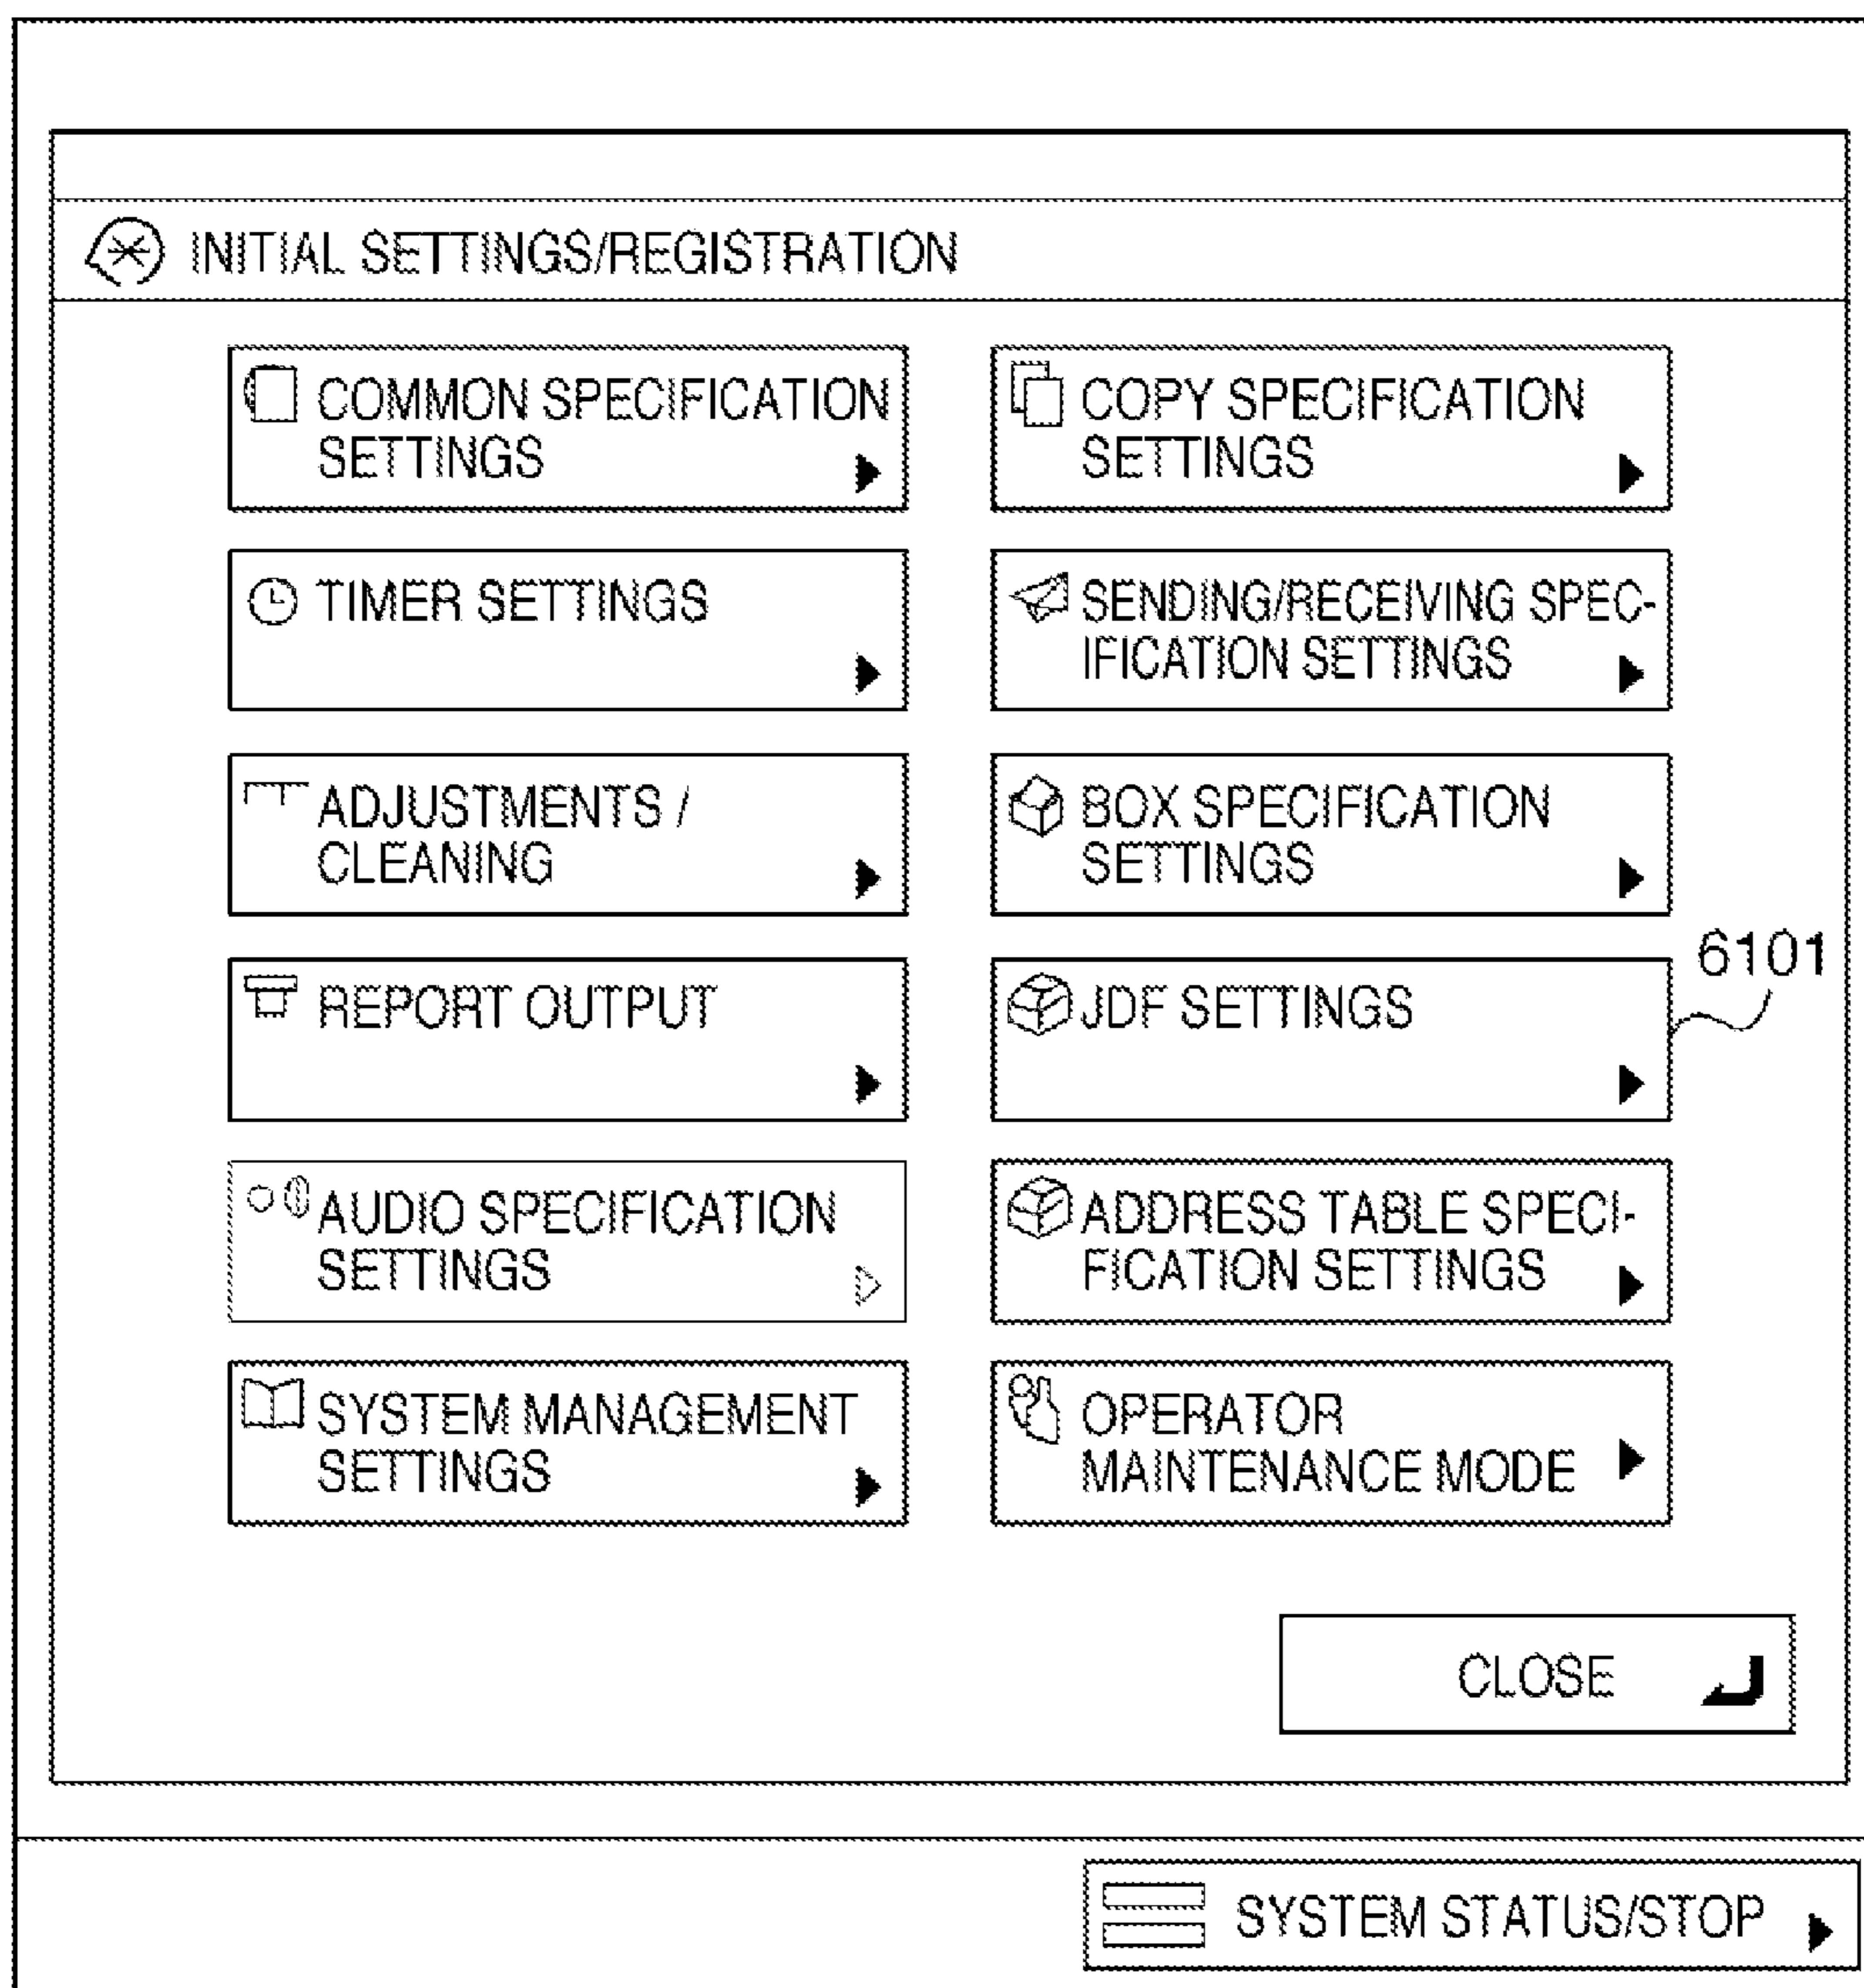 INITIAL SETTINGS/REGISTRATION
COMMON SPECIFICATION
SETTINGS
COPY SPECIFICATION
SETTINGS
TIMER SETTINGS
SENDING/RECEIVING SPEC-
IFICATION SETTINGS
ADJUSTMENTS /
CLEANING
BOX SPECIFICATION
SETTINGS
REPORT OUTPUT
JDF SETTINGS
6101
AUDIO SPECIFICATION
SETTINGS
ADDRESS TABLE SPECI-
FICATION SETTINGS
SYSTEM MANAGEMENT
SETTINGS
OPERATOR
MAINTENANCE MODE
CLOSE
SYSTEM STATUS/STOP